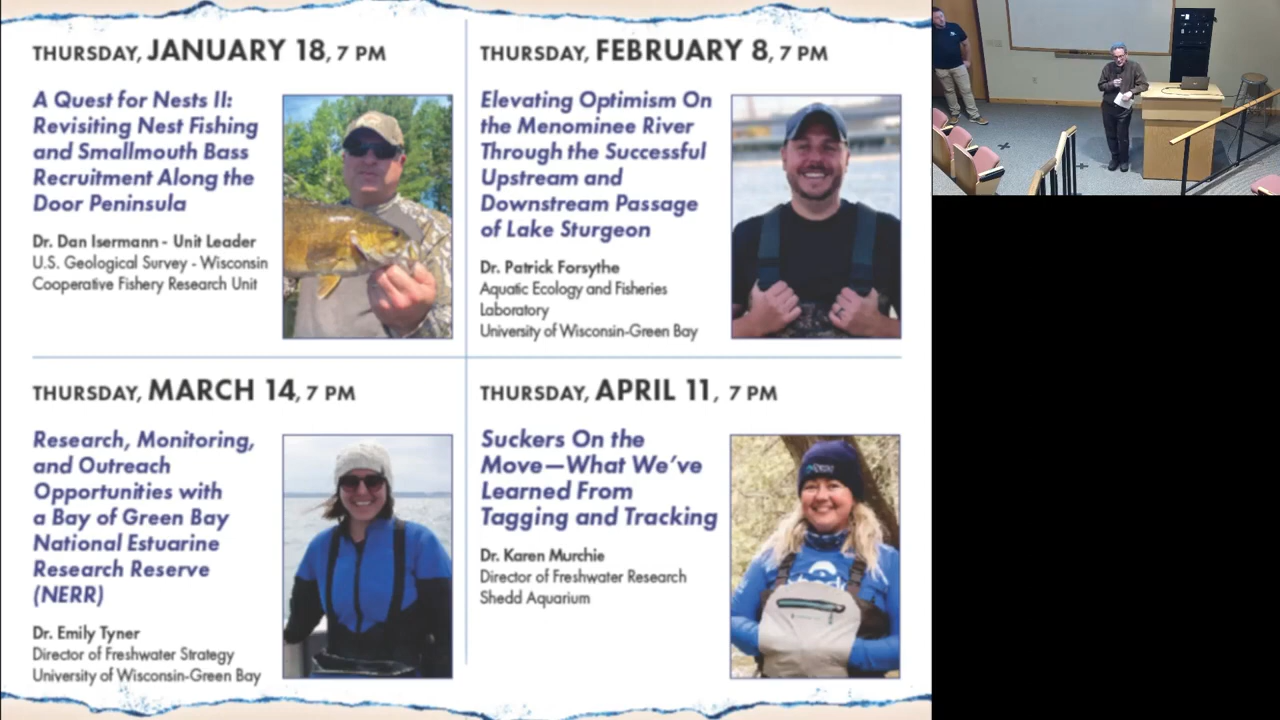 THURSDAY, JANUARY 18, 7 PM
A Quest for Nests II:
Revisiting Nest Fishing
and Smallmouth Bass
Recruitment Along the
Door Peninsula
Dr. Dan Isermann - Unit Leader
U.S. Geological Survey - Wisconsin
Cooperative Fishery Research Unit
THURSDAY, FEBRUARY 8, 7 PM
Elevating Optimism On
the Menominee River
Through the Successful
Upstream and
Downstream Passage
of Lake Sturgeon
Dr. Patrick Forsythe
Aquatic Ecology and Fisheries
Laboratory
University of Wisconsin-Green Bay
THURSDAY, MARCH 14, 7 PM
Research, Monitoring,
and Outreach
Opportunities with
a Bay of Green Bay
National Estuarine
Research Reserve
(NERR)
Dr. Emily Tyner
Director of Freshwater Strategy
University of Wisconsin-Green Bay
THURSDAY, APRIL 11, 7 PM
Suckers On the
Move—What We've
Learned From
Tagging and Tracking
Dr. Karen Murchie
Director of Freshwater Research
Shedd Aquarium